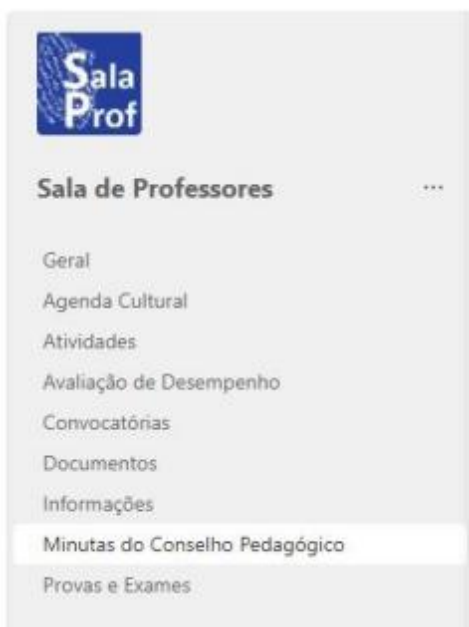 Sala
Prof
Sala de Professores ...
Geral
Agenda Cultural
Atividades
Avaliação de Desempenho
Convocatórias
Documentos
Informações
Minutas do Conselho Pedagógico
Provas e Exames